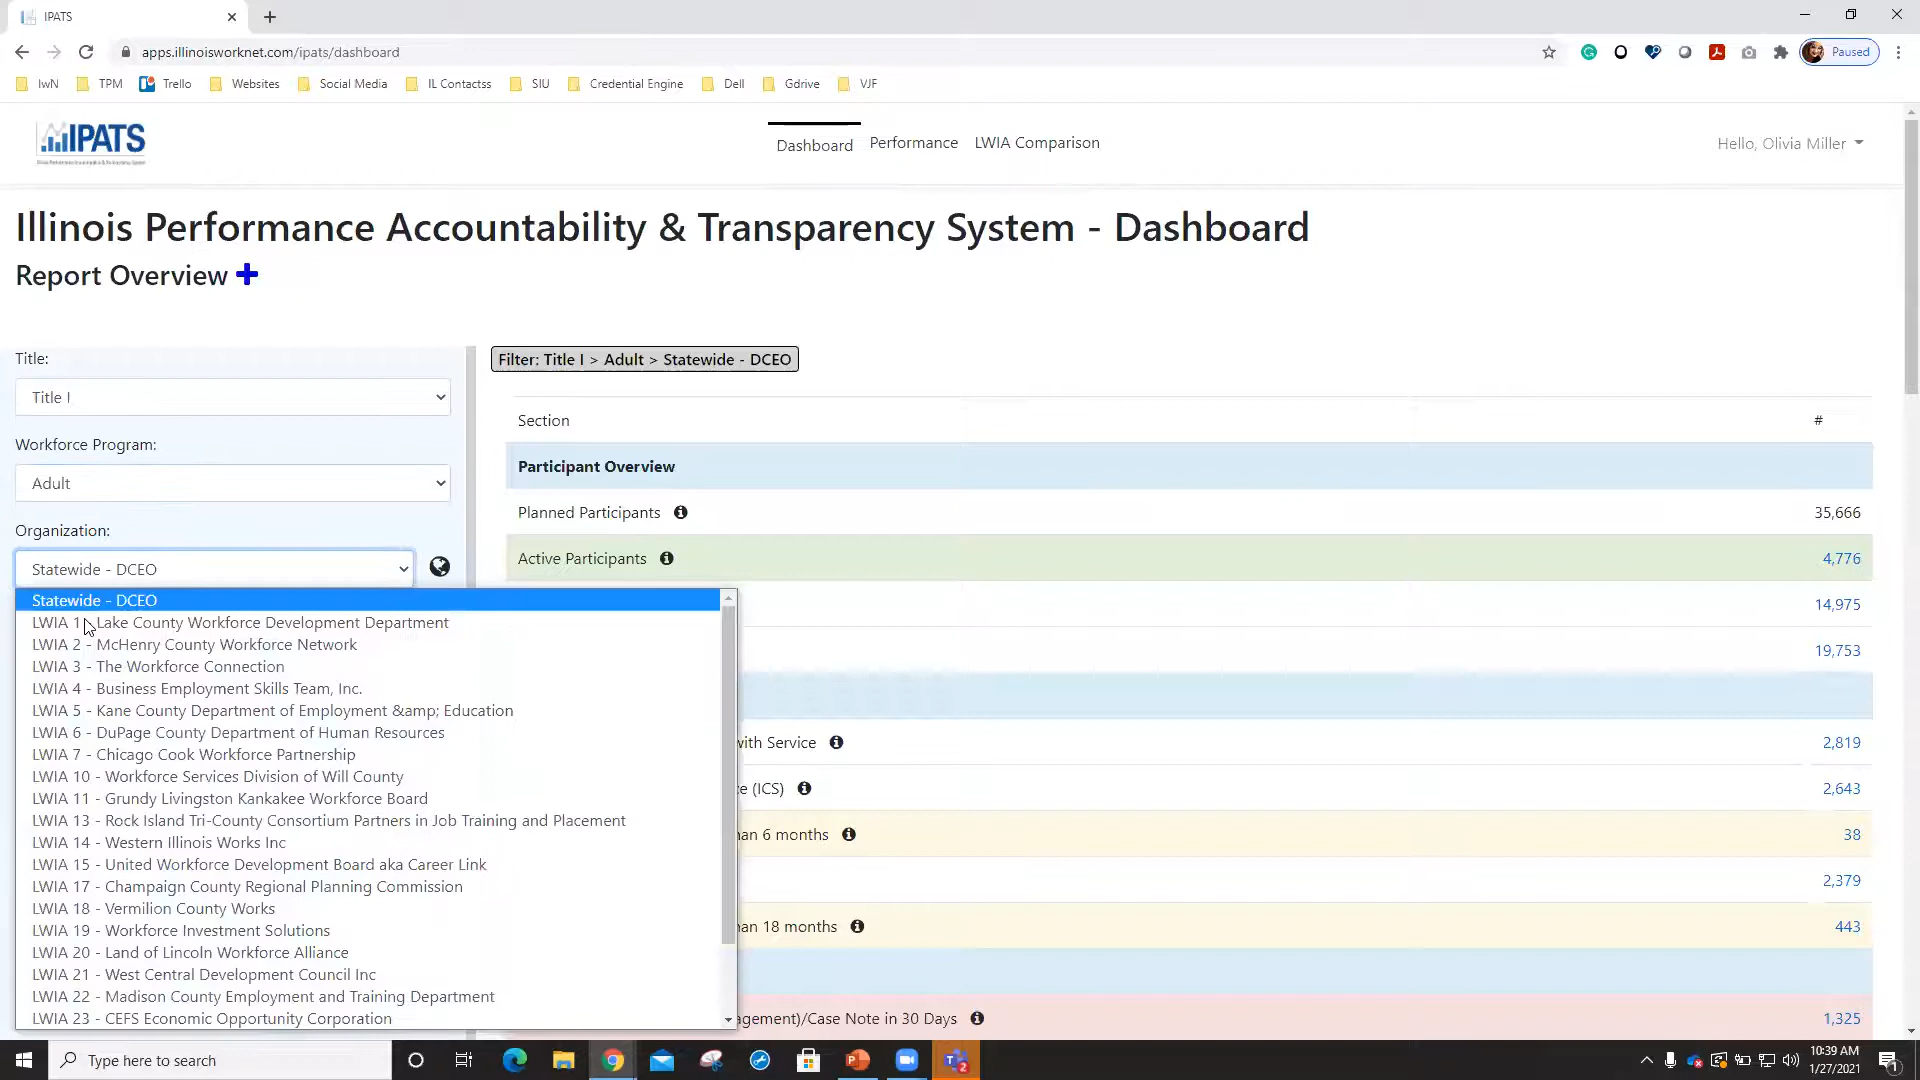 IPATS
apps.illinoisworknet.com/ipats/dashboard
Paused
IwN
TPM
Trello
Websites
Social Media
IL Contactss
SIU
Credential Engine
Dell
Gdrive
VJF
IPATS
Dashboard
Performance
LWIA Comparison
Hello, Olivia Miller
Illinois Performance Accountability & Transparency System - Dashboard
Report Overview
Title:
Title I
Workforce Program:
Adult
Organization:
Statewide - DCEO
Statewide - DCEO
LWIA 1 - Lake County Workforce Development Department
LWIA 2 - McHenry County Workforce Network
LWIA 3 - The Workforce Connection
LWIA 4 - Business Employment Skills Team, Inc.
LWIA 5 - Kane County Department of Employment &amp; Education
LWIA 6 - DuPage County Department of Human Resources
LWIA 7 - Chicago Cook Workforce Partnership
LWIA 10 - Workforce Services Division of Will County
LWIA 11 - Grundy Livingston Kankakee Workforce Board
LWIA 13 - Rock Island Tri-County Consortium Partners in Job Training and Placement
LWIA 14 - Western Illinois Works Inc
LWIA 15 - United Workforce Development Board aka Career Link
LWIA 17 - Champaign County Regional Planning Commission
LWIA 18 - Vermilion County Works
LWIA 19 - Workforce Investment Solutions
LWIA 20 - Land of Lincoln Workforce Alliance
LWIA 21 - West Central Development Council Inc
LWIA 22 - Madison County Employment and Training Department
LWIA 23 - CEFS Economic Opportunity Corporation
Filter: Title I > Adult > Statewide - DCEO
Section #
Participant Overview
Planned Participants 35,666
Active Participants 4,776
14,975
19,753
with Service 2,819
(ICS) 2,643
6 months 38
2,379
18 months 443
/Case Note in 30 Days 1,325
Type here to search
10:39 AM
1/27/2021